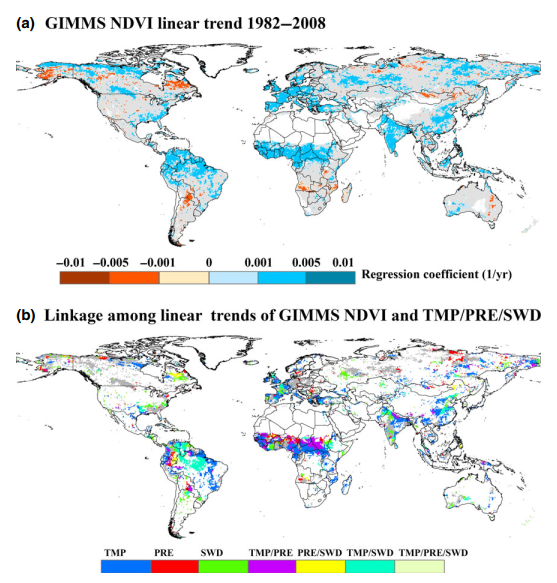 (a) GIMMS NDVI linear trend 1982–2008
−0.01 −0.005 −0.001 0 0.001 0.005 0.01 Regression coefficient (1/yr)
(b) Linkage among linear trends of GIMMS NDVI and TMP/PRE/SWD
TMP PRE SWD TMP/PRE PRE/SWD TMP/SWD TMP/PRE/SWD